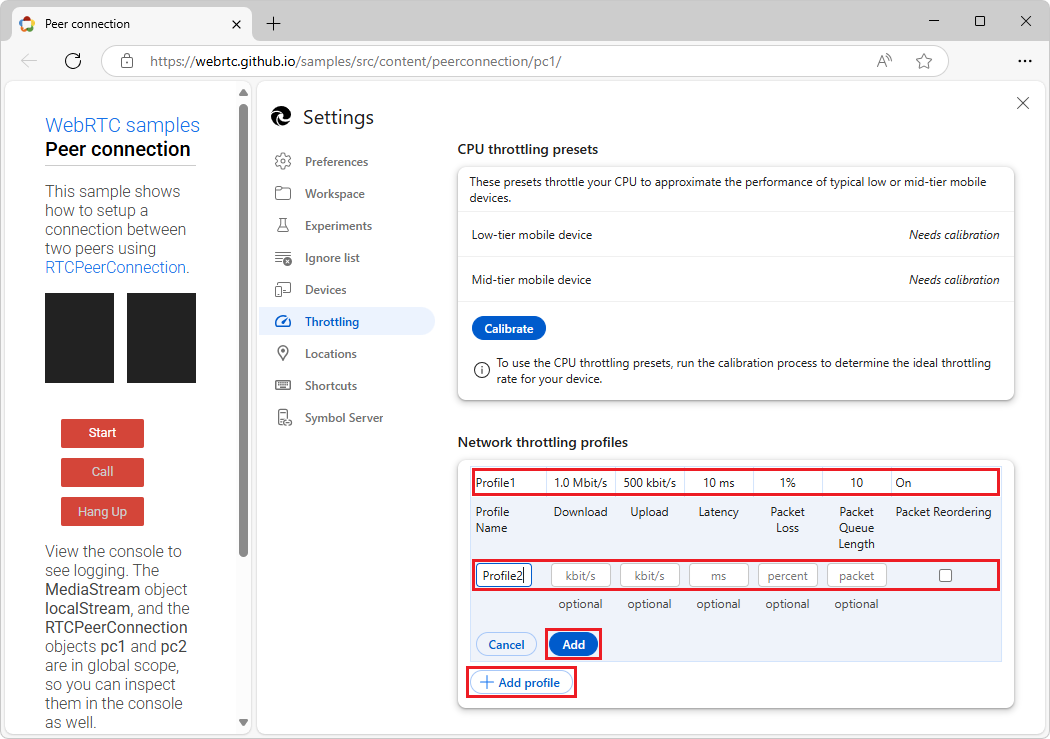 Peer connection
https://webrtc.github.io/samples/src/content/peerconnection/pc1/
WebRTC samples
Peer connection
This sample shows
how to setup a
connection between
two peers using
RTCPeerConnection.
Start
Call
Hang Up
View the console to
see logging. The
MediaStream object
localStream, and the
RTCPeerConnection
objects pc1 and pc2
are in global scope,
so you can inspect
them in the console
as well.
Settings
Preferences
Workspace
Experiments
Ignore list
Devices
Throttling
Locations
Shortcuts
Symbol Server
CPU throttling presets
These presets throttle your CPU to approximate the performance of typical low or mid-tier mobile
devices.
Low-tier mobile device Needs calibration
Mid-tier mobile device Needs calibration
Calibrate
To use the CPU throttling presets, run the calibration process to determine the ideal throttling
rate for your device.
Network throttling profiles
Profile1 1.0 Mbit/s 500 kbit/s 10 ms 1% 10 On
Profile Download Upload Latency Packet Packet Packet Reordering
Name Loss Queue
Length
Profile2 kbit/s kbit/s ms percent packet
optional optional optional optional optional
Cancel Add
Add profile